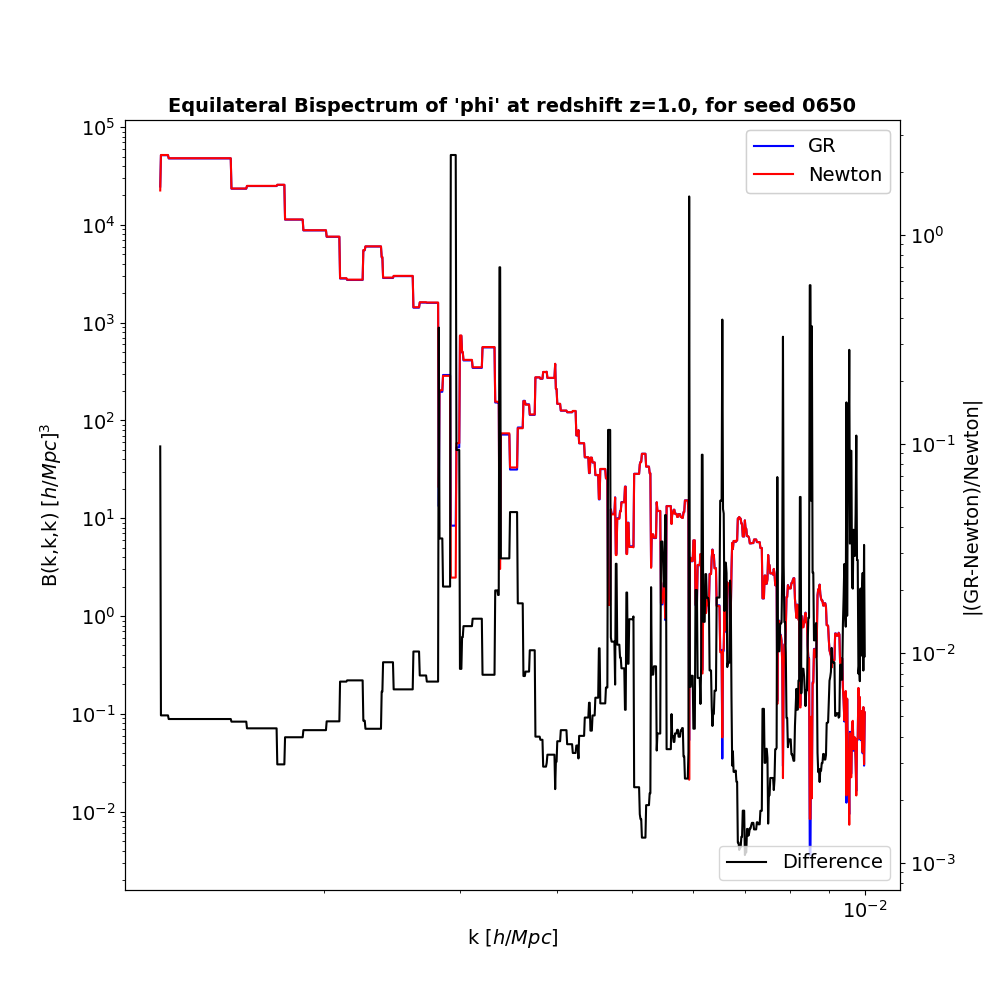 Equilateral Bispectrum of 'phi' at redshift z=1.0, for seed 0650
GR
Newton
10^5
10^4
10^3
10^2
10^1
10^0
10^{-1}
10^{-2}
B(k,k,k) [h/Mpc]^3
10^0
10^{-1}
10^{-2}
10^{-3}
|(GR-Newton)/Newton|
Difference
10^{-2}
k [h/Mpc]